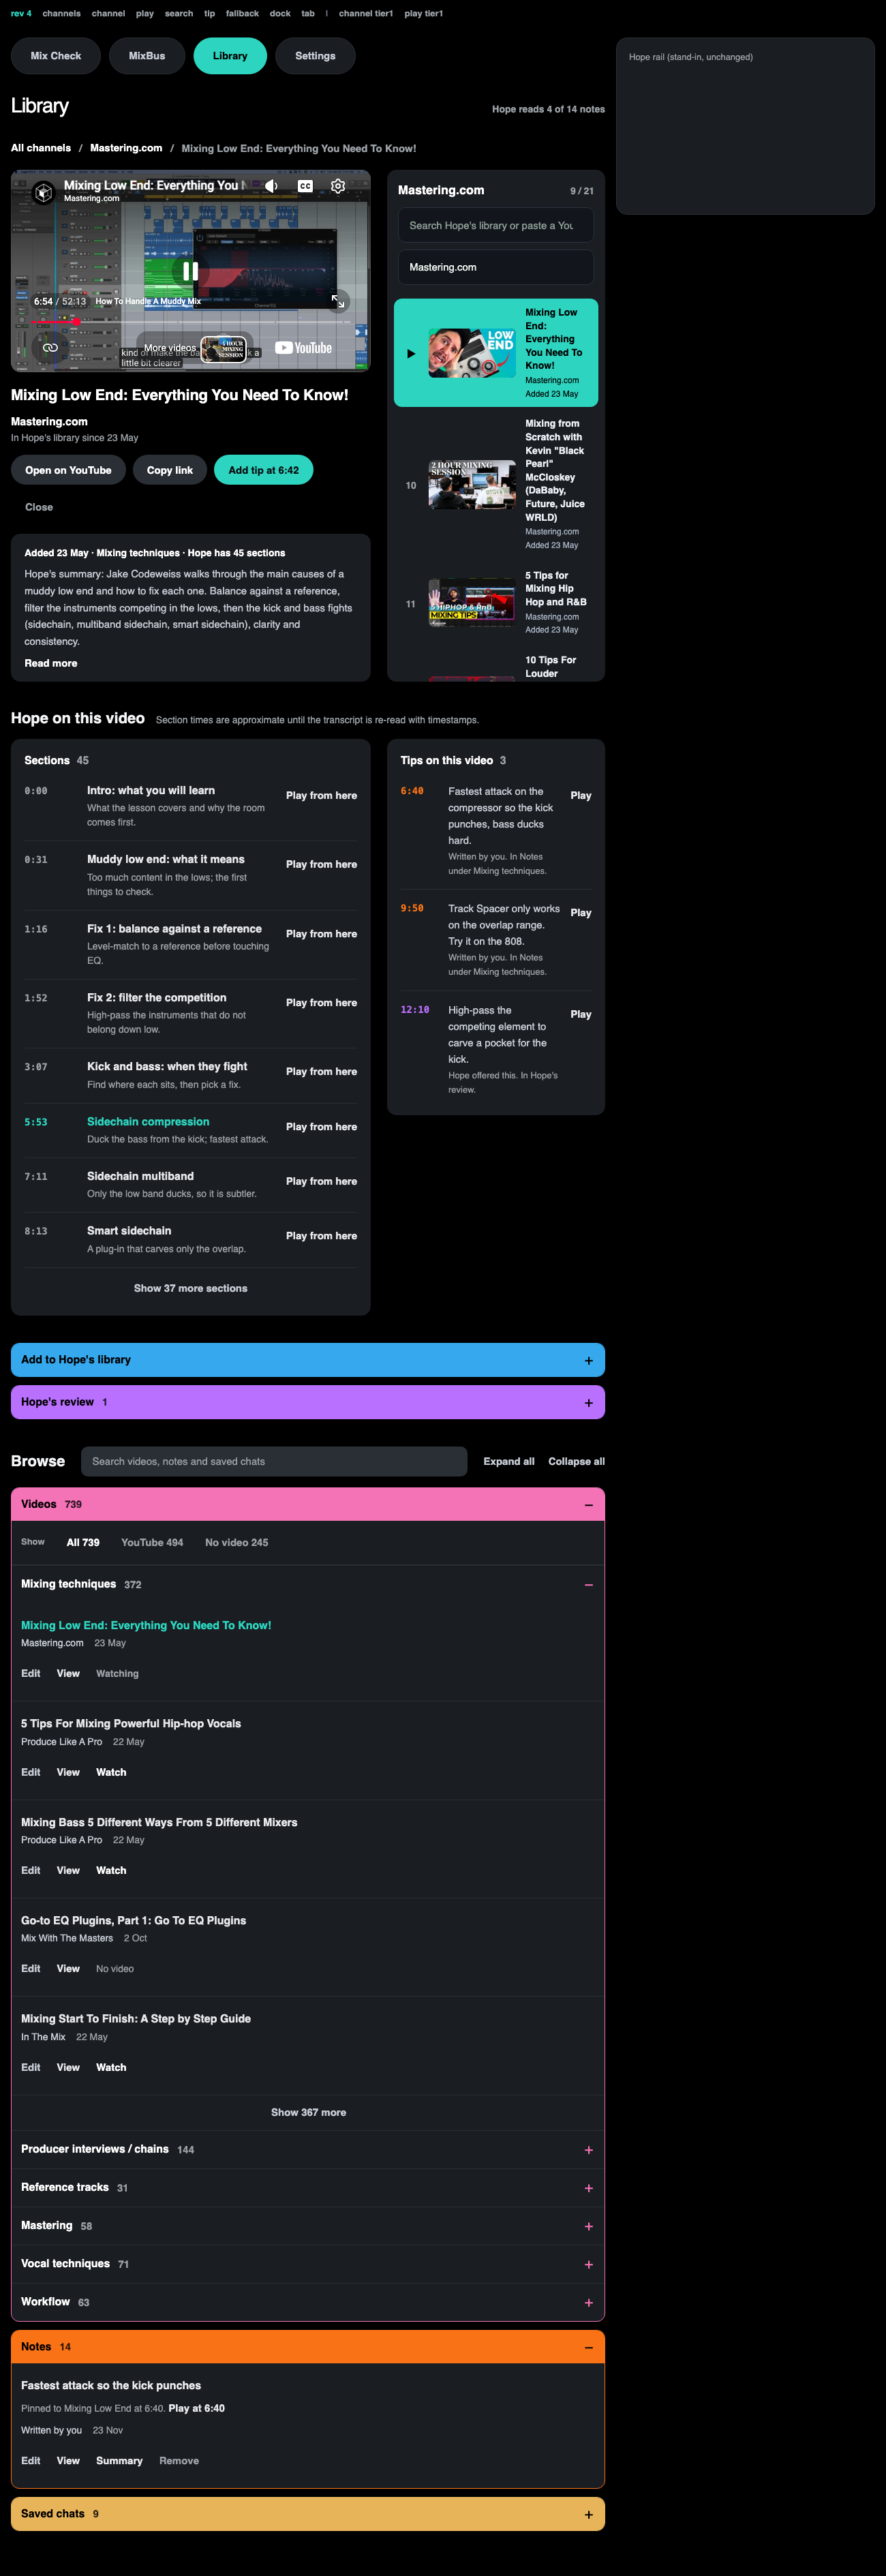 rev 4 channels channel play search tip fallback dock tab | channel tier1 play tier1
Mix Check MixBus Library Settings
Hope rail (stand-in, unchanged)
Library
Hope reads 4 of 14 notes
All channels / Mastering.com / Mixing Low End: Everything You Need To Know!
Mixing Low End: Everything You N
Mastering.com
CC
6:54 / 52:13 How To Handle A Muddy Mix
More videos
2 HOUR MIXING SESSION
YouTube
little bit clearer
Mixing Low End: Everything You Need To Know!
Mastering.com
In Hope's library since 23 May
Open on YouTube Copy link Add tip at 6:42
Close
Added 23 May · Mixing techniques · Hope has 45 sections
Hope's summary: Jake Codeweiss walks through the main causes of a
muddy low end and how to fix each one. Balance against a reference,
filter the instruments competing in the lows, then the kick and bass fights
(sidechain, multiband sidechain, smart sidechain), clarity and
consistency.
Read more
Mastering.com 9 / 21
Search Hope's library or paste a You
Mastering.com
LOW
END
Mixing Low
End:
Everything
You Need To
Know!
Mastering.com
Added 23 May
10
2 HOUR MIXING
SESSION
Mixing from
Scratch with
Kevin "Black
Pearl"
McCloskey
(DaBaby,
Future, Juice
WRLD)
Mastering.com
Added 23 May
11
5 HIPHOP & RnB
MIXING TIPS
5 Tips for
Mixing Hip
Hop and R&B
Mastering.com
Added 23 May
10 Tips For
Louder
Hope on this video Section times are approximate until the transcript is re-read with timestamps.
Sections 45
0:00 Intro: what you will learn Play from here
What the lesson covers and why the room
comes first.
0:31 Muddy low end: what it means Play from here
Too much content in the lows; the first
things to check.
1:16 Fix 1: balance against a reference Play from here
Level-match to a reference before touching
EQ.
1:52 Fix 2: filter the competition Play from here
High-pass the instruments that do not
belong down low.
3:07 Kick and bass: when they fight Play from here
Find where each sits, then pick a fix.
5:53 Sidechain compression Play from here
Duck the bass from the kick; fastest attack.
7:11 Sidechain multiband Play from here
Only the low band ducks, so it is subtler.
8:13 Smart sidechain Play from here
A plug-in that carves only the overlap.
Show 37 more sections
Tips on this video 3
6:40 Fastest attack on the Play
compressor so the kick
punches, bass ducks
hard.
Written by you. In Notes
under Mixing techniques.
9:50 Track Spacer only works Play
on the overlap range.
Try it on the 808.
Written by you. In Notes
under Mixing techniques.
12:10 High-pass the Play
competing element to
carve a pocket for the
kick.
Hope offered this. In Hope's
review.
Add to Hope's library +
Hope's review 1 +
Browse Search videos, notes and saved chats Expand all Collapse all
Videos 739 −
Show All 739 YouTube 494 No video 245
Mixing techniques 372 −
Mixing Low End: Everything You Need To Know!
Mastering.com 23 May
Edit View Watching
5 Tips For Mixing Powerful Hip-hop Vocals
Produce Like A Pro 22 May
Edit View Watch
Mixing Bass 5 Different Ways From 5 Different Mixers
Produce Like A Pro 22 May
Edit View Watch
Go-to EQ Plugins, Part 1: Go To EQ Plugins
Mix With The Masters 2 Oct
Edit View No video
Mixing Start To Finish: A Step by Step Guide
In The Mix 22 May
Edit View Watch
Show 367 more
Producer interviews / chains 144 +
Reference tracks 31 +
Mastering 58 +
Vocal techniques 71 +
Workflow 63 +
Notes 14 −
Fastest attack so the kick punches
Pinned to Mixing Low End at 6:40. Play at 6:40
Written by you 23 Nov
Edit View Summary Remove
Saved chats 9 +